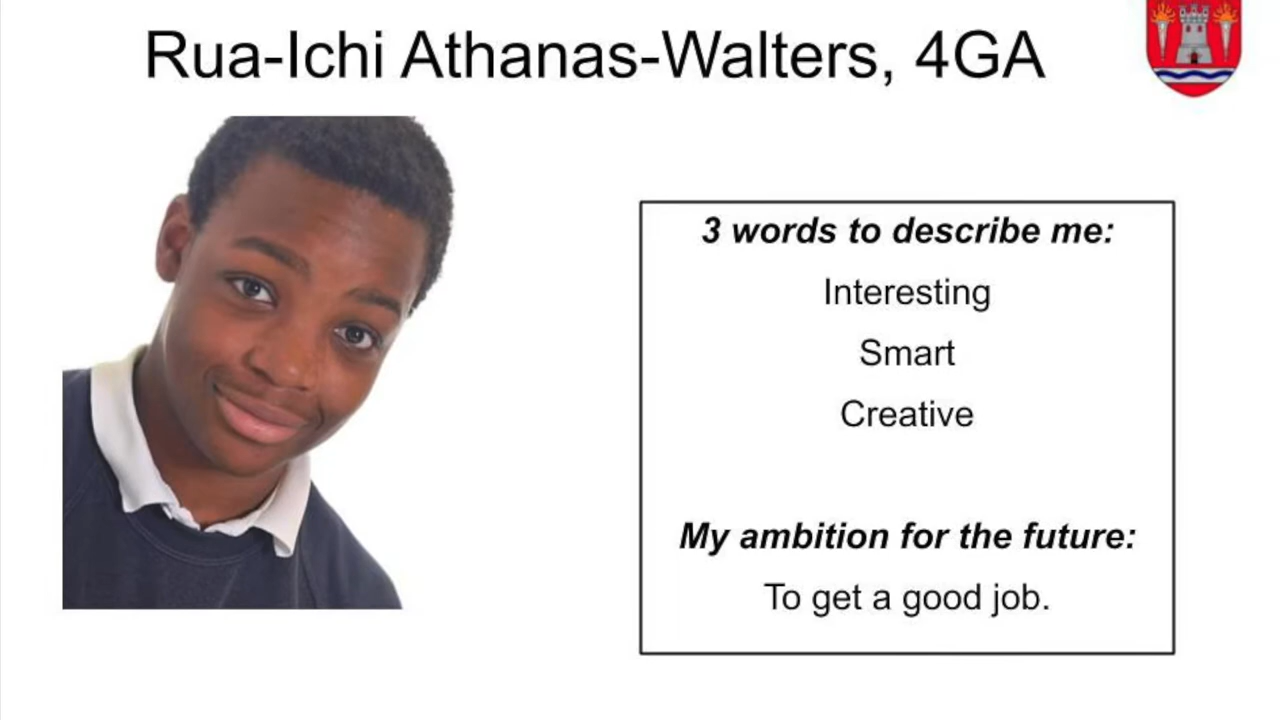 Rua-Ichi Athanas-Walters, 4GA
3 words to describe me:
Interesting
Smart
Creative
My ambition for the future:
To get a good job.